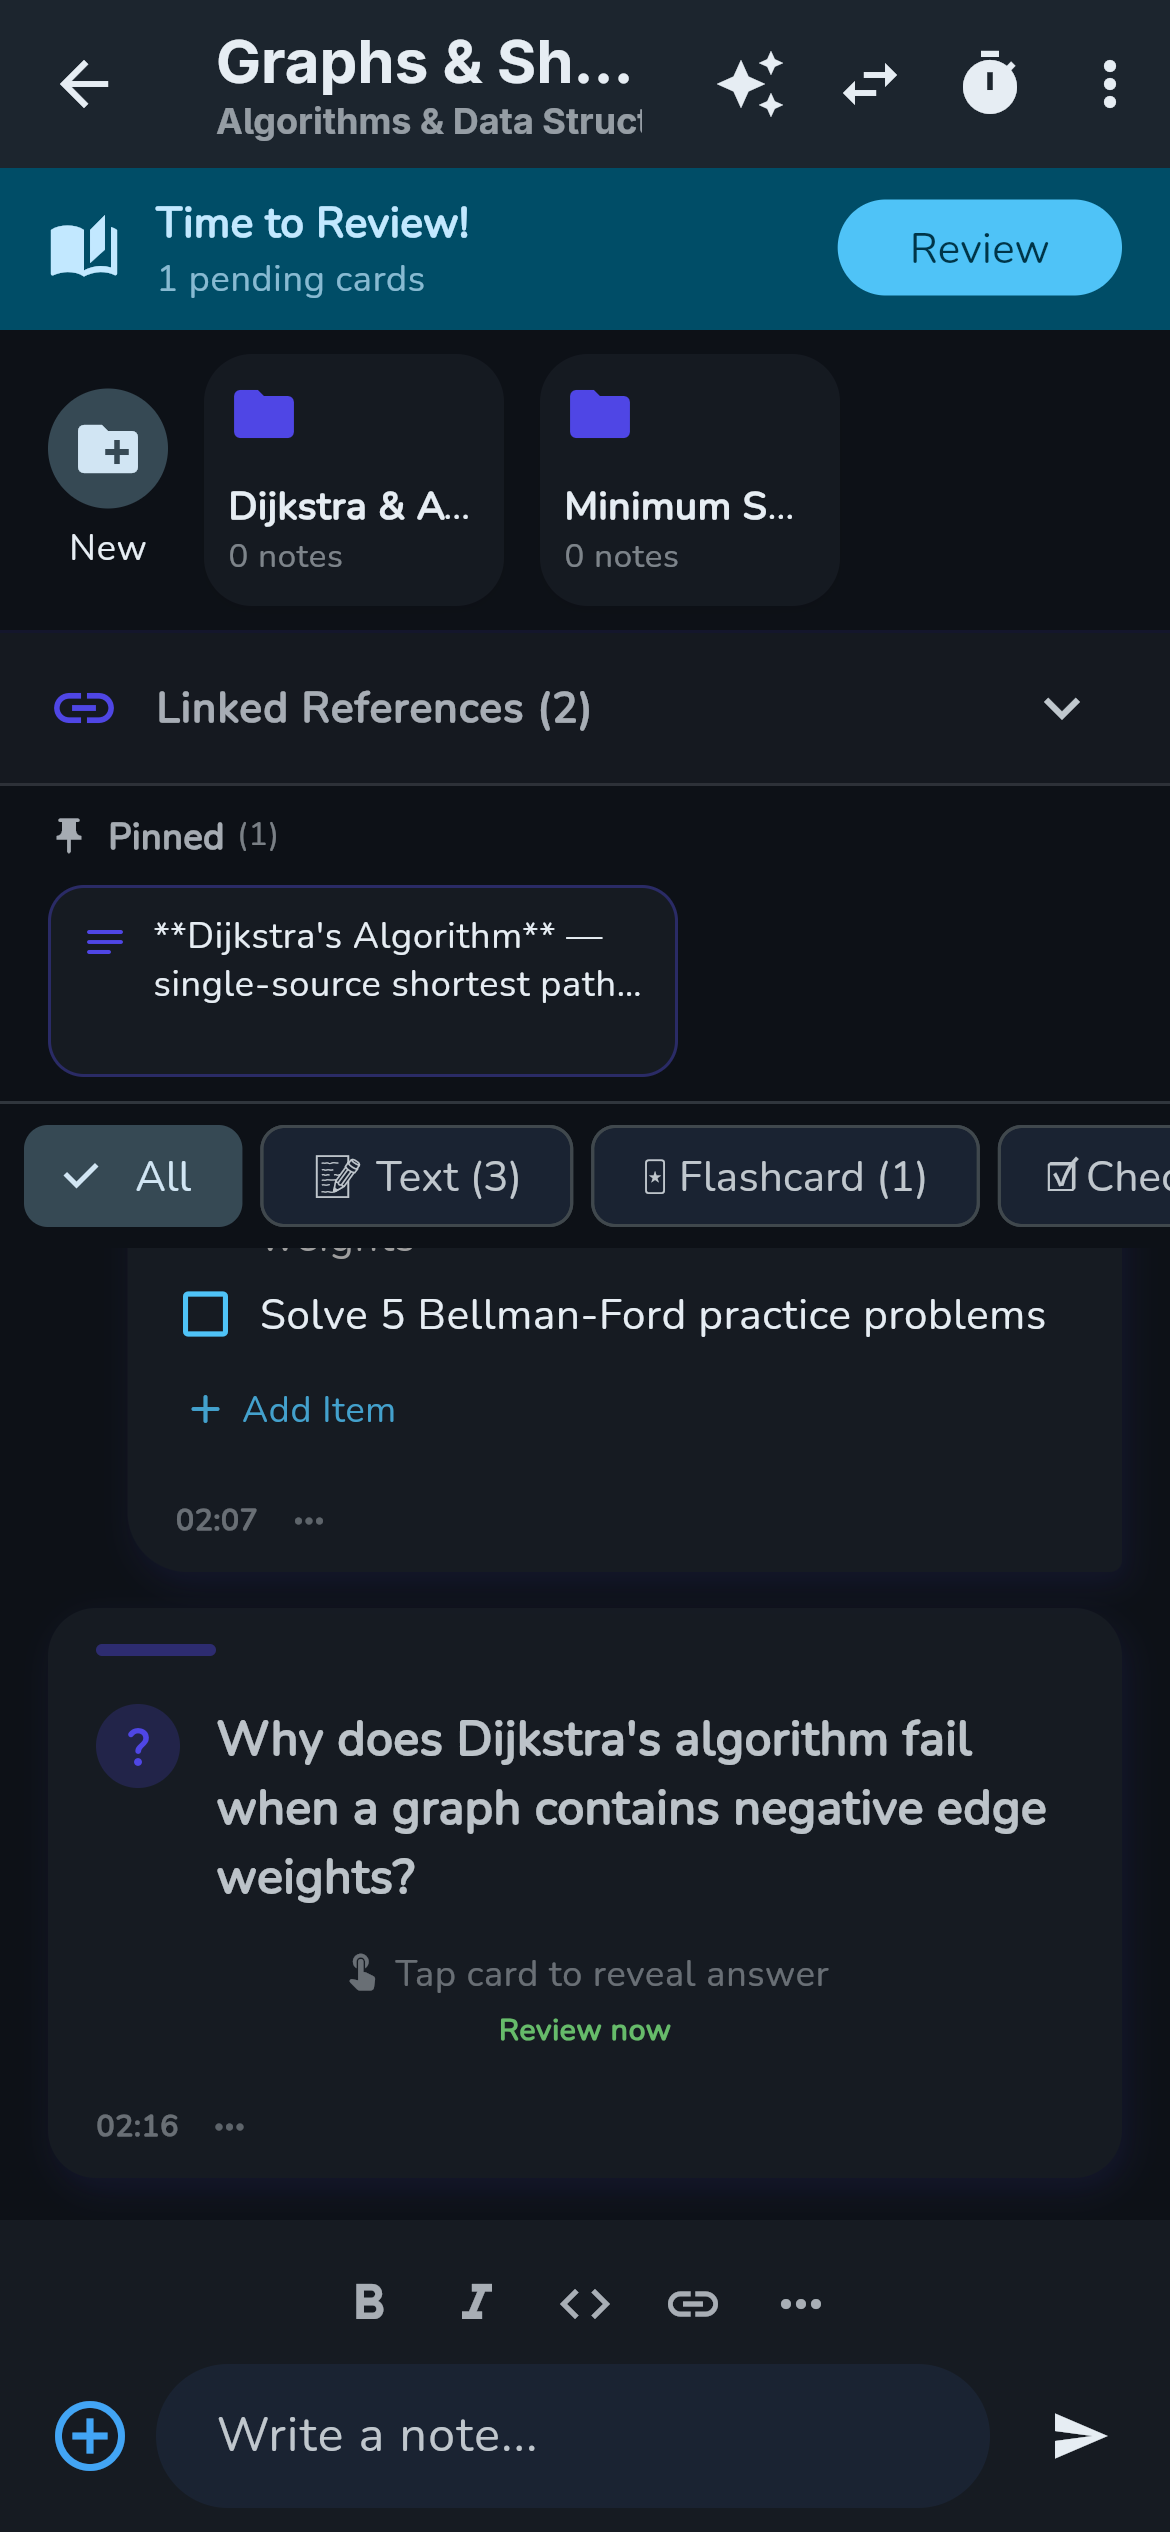 Graphs & Sh...
Algorithms & Data Struct
Time to Review!
1 pending cards
Review
New
Dijkstra & A...
0 notes
Minimum S...
0 notes
Linked References (2)
Pinned (1)
**Dijkstra's Algorithm** —
single-source shortest path...
All
Text (3)
Flashcard (1)
Chec
weights
Solve 5 Bellman-Ford practice problems
+ Add Item
02:07
?
Why does Dijkstra's algorithm fail
when a graph contains negative edge
weights?
Tap card to reveal answer
Review now
02:16
B I <>
Write a note...